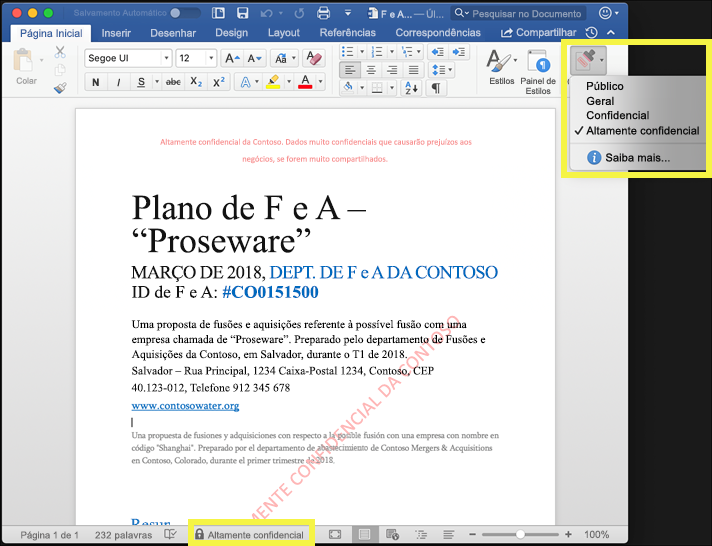 Selvamento Automático
F e A... — Úl...
Pesquisar no Documento
Página Inicial Inserir Desenhar Design Layout Referências Correspondências Compartilhar
Colar
Segoe UI 12
Estilos
Painel de
Estilos
Público
Geral
Confidencial
Altamente confidencial
Saiba mais...
Altamente confidencial da Contoso. Dados muito confidenciais que causarão prejuízos aos
negócios, se forem muito compartilhados.
Plano de F e A –
“Proseware”
MARÇO DE 2018, DEPT. DE F e A DA CONTOSO
ID de F e A: #CO0151500
Uma proposta de fusões e aquisições referente à possível fusão com uma
empresa chamada de “Proseware”. Preparado pelo departamento de Fusões e
Aquisições da Contoso, em Salvador, durante o T1 de 2018.
Salvador – Rua Principal, 1234 Caixa-Postal 1234, Contoso, CEP
40.123-012, Telefone 912 345 678
www.contosowater.org
Una propuesta de fusiones y adquisiciones con respecto a la posible fusión con una empresa con nombre en
código "Shanghai". Preparado por el departamento de abastecimiento de Contoso Mergers & Acquisitions
en Contoso, Colorado, durante el primer trimestre de 2018.
MENTE CONFIDENCIAL DA CONTOSO
Página 1 de 1 232 palavras Altamente confidencial 100%